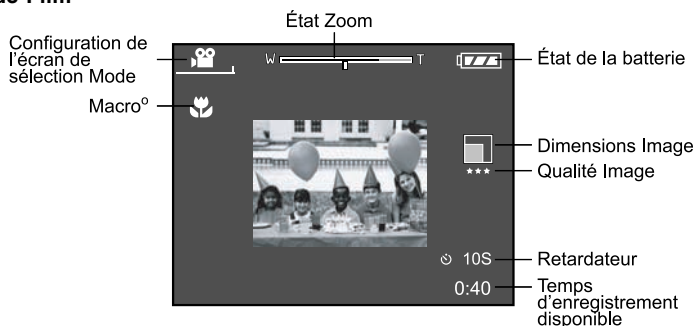 État Zoom
Configuration de
l'écran de
sélection Mode
W
T
État de la batterie
Macroº
Dimensions Image
Qualité Image
10S
Retardateur
0:40
Temps
d'enregistrement
disponible